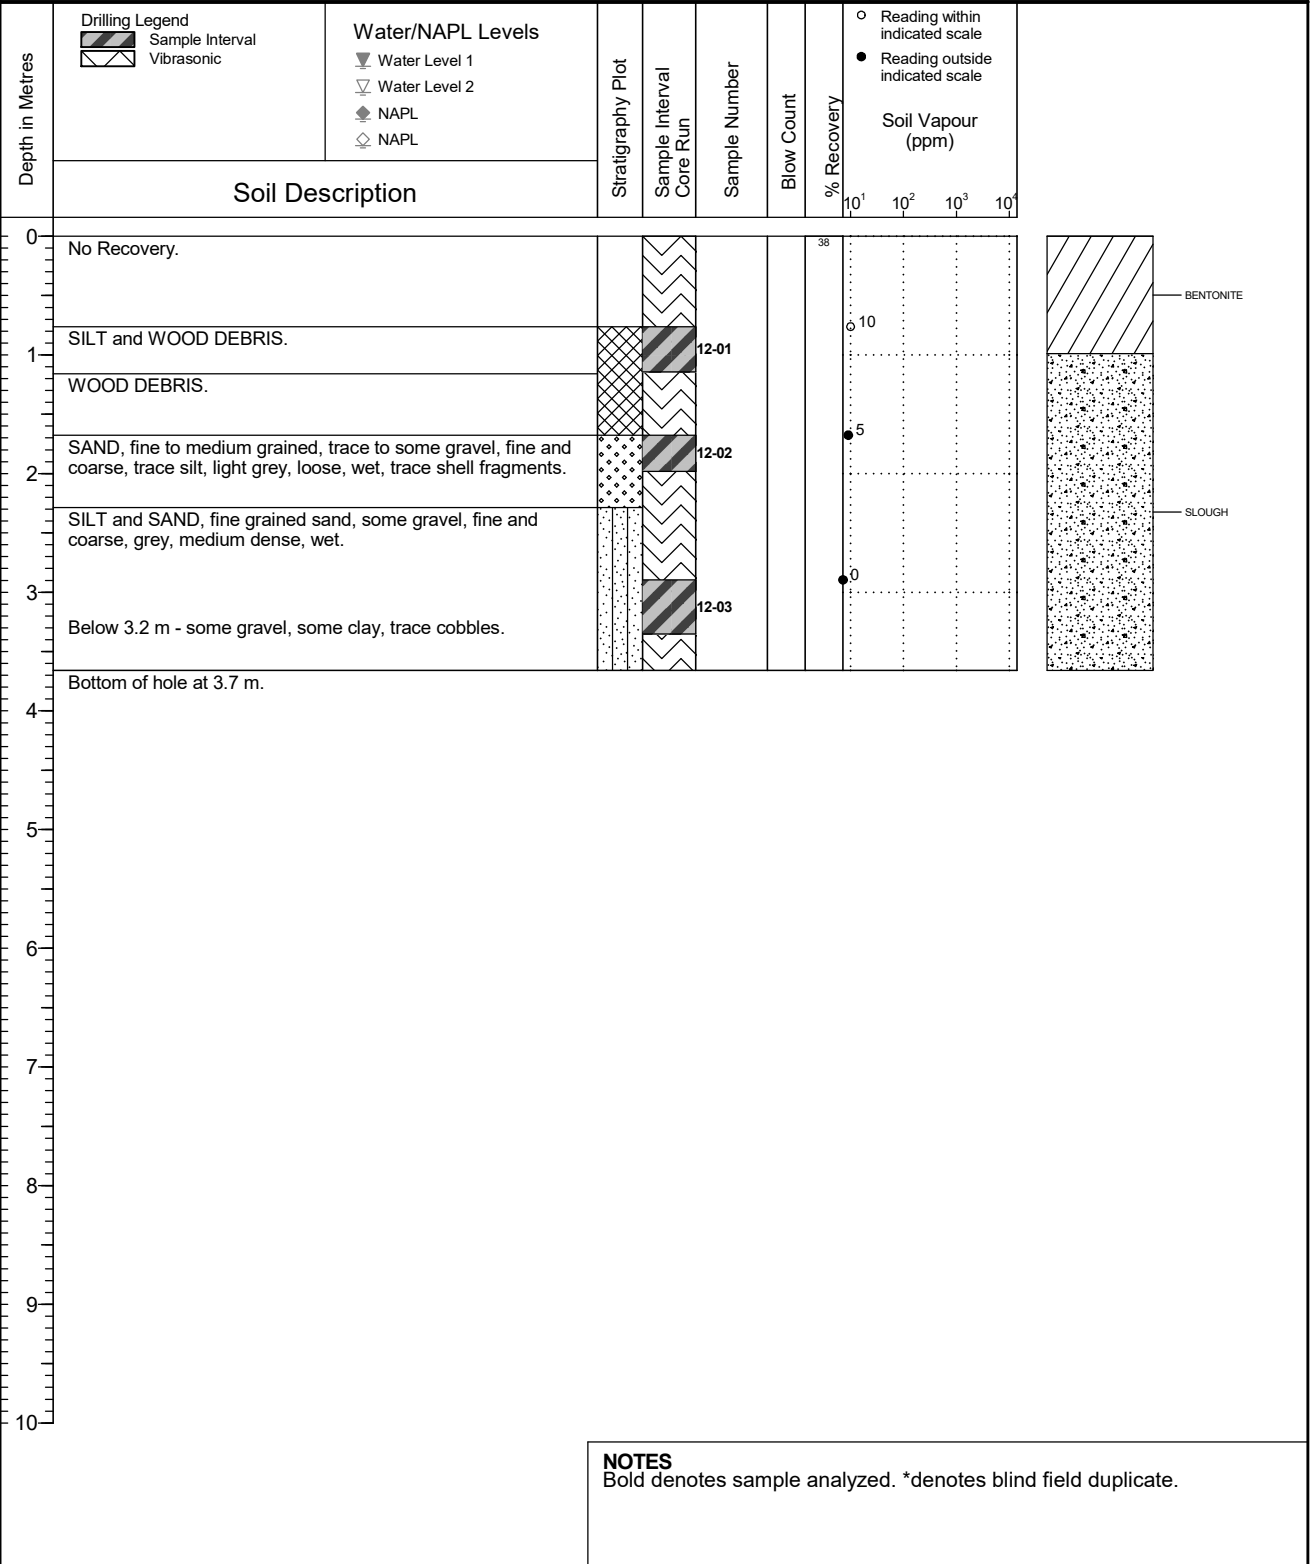 Drilling Legend
Sample Interval
Vibrasonic
Water/NAPL Levels
Water Level 1
Water Level 2
NAPL
NAPL
Depth in Metres
Soil Description
Stratigraphy Plot
Sample Interval
Core Run
Sample Number
Blow Count
% Recovery
Reading within
indicated scale
Reading outside
indicated scale
Soil Vapour
(ppm)
10¹ 10² 10³ 10⁴
0
No Recovery.
38
BENTONITE
10
SILT and WOOD DEBRIS.
12-01
1
WOOD DEBRIS.
5
SAND, fine to medium grained, trace to some gravel, fine and
coarse, trace silt, light grey, loose, wet, trace shell fragments.
12-02
2
SLOUGH
SILT and SAND, fine grained sand, some gravel, fine and
coarse, grey, medium dense, wet.
0
3
12-03
Below 3.2 m - some gravel, some clay, trace cobbles.
Bottom of hole at 3.7 m.
4
5
6
7
8
9
10
NOTES
Bold denotes sample analyzed. *denotes blind field duplicate.